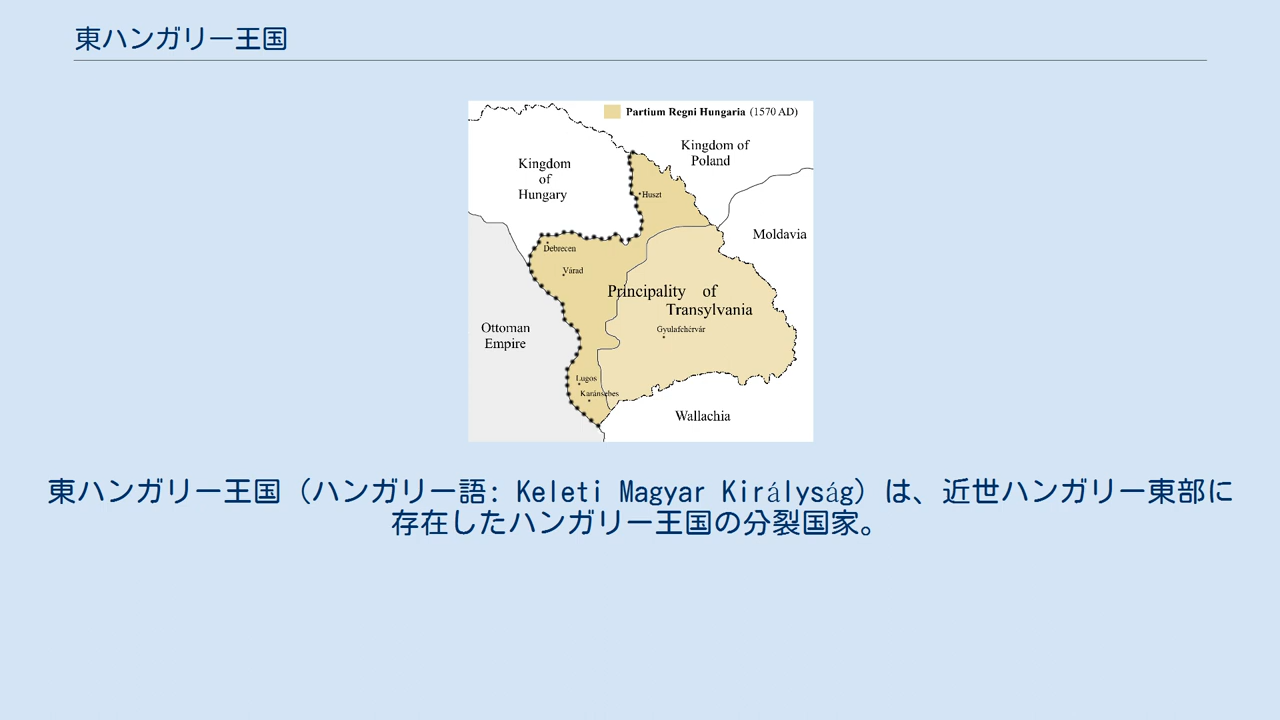 東ハンガリー王国
Partium Regni Hungaria (1570 AD)
Kingdom of
Poland
Kingdom
of
Hungary
Huszt
Moldavia
Debrecen
Várad
Principality of
Transylvania
Gyulafehérvár
Ottoman
Empire
Lugos
Karánsebes
Wallachia
東ハンガリー王国（ハンガリー語: Keleti Magyar Királyság）は、近世ハンガリー東部に
存在したハンガリー王国の分裂国家。